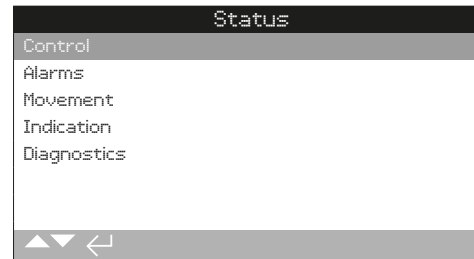 Status
Control
Alarms
Movement
Indication
Diagnostics